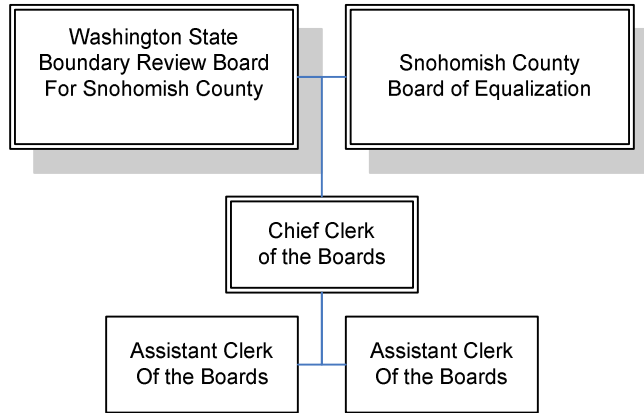 Washington State
Boundary Review Board
For Snohomish County
Snohomish County
Board of Equalization
Chief Clerk
of the Boards
Assistant Clerk
Of the Boards
Assistant Clerk
Of the Boards